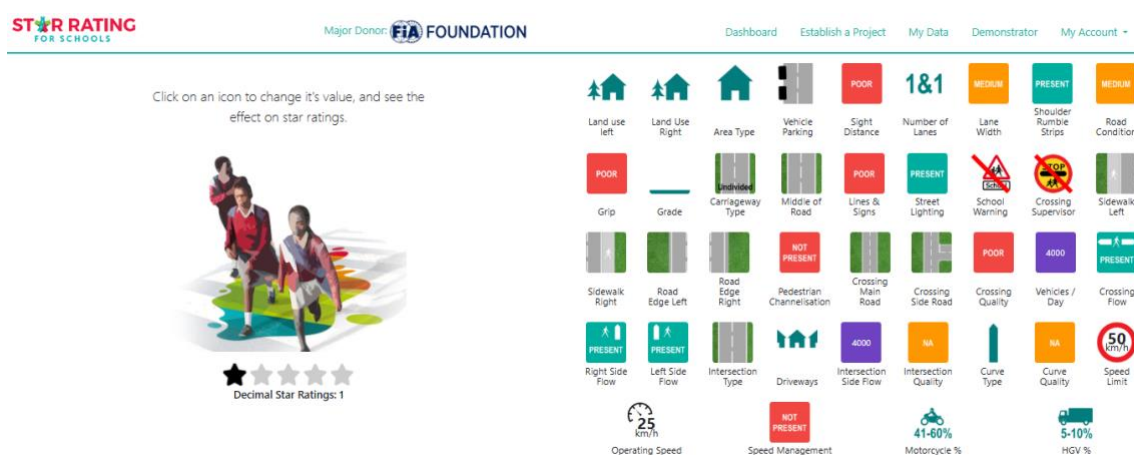 STAR RATING
FOR SCHOOLS
Major Donor: FiA FOUNDATION
Dashboard Establish a Project My Data Demonstrator My Account
Click on an icon to change it's value, and see the
effect on star ratings.
Decimal Star Ratings: 1
POOR 1&1 MEDIUM PRESENT MEDIUM
Land use
left
Land Use
Right
Area Type
Vehicle
Parking
Sight
Distance
Number of
Lanes
Lane
Width
Shoulder
Rumble
Strips
Road
Condition
POOR Undivided POOR PRESENT School STOP
Grip
Grade
Carriageway
Type
Middle of
Road
Lines &
Signs
Street
Lighting
School
Warning
Crossing
Supervisor
Sidewalk
Left
NOT
PRESENT
POOR 4000 PRESENT
Sidewalk
Right
Road
Edge Left
Road
Edge
Right
Pedestrian
Channelisation
Crossing
Main
Road
Crossing
Side Road
Crossing
Quality
Vehicles /
Day
Crossing
Flow
PRESENT PRESENT 4000 NA NA 50
km/h
Right Side
Flow
Left Side
Flow
Intersection
Type
Driveways
Intersection
Side Flow
Intersection
Quality
Curve
Type
Curve
Quality
Speed
Limit
25
km/h
Operating Speed
NOT
PRESENT
Speed Management
41-60%
Motorcycle %
5-10%
HGV %